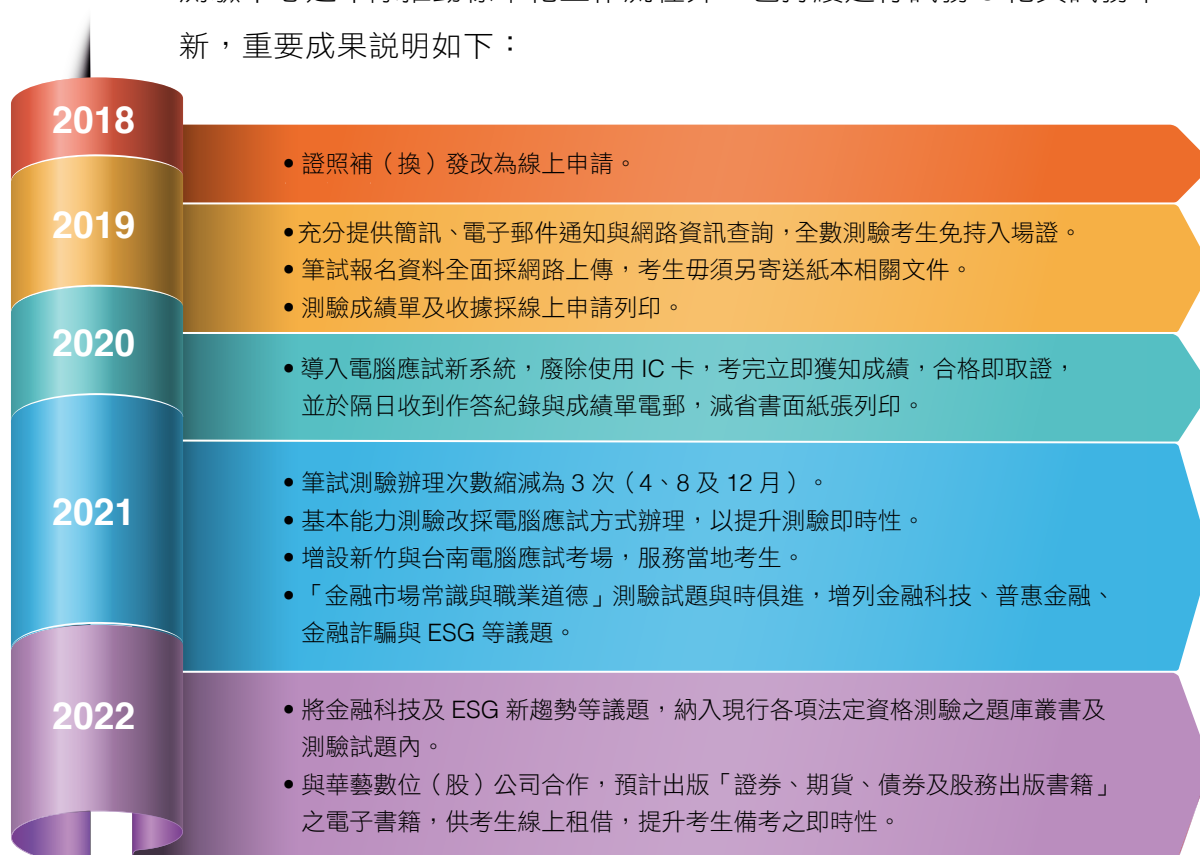 新，重要成果説明如下：
2018
•證照補（換）發改為線上申請。
2019
•充分提供簡訊、電子郵件通知與網路資訊查詢，全數測驗考生免持入場證。
•筆試報名資料全面採網路上傳，考生毋須另寄送紙本相關文件。
•測驗成績單及收據採線上申請列印。
2020
•導入電腦應試新系統，廢除使用 IC 卡，考完立即獲知成績，合格即取證，
並於隔日收到作答紀錄與成績單電郵，減省書面紙張列印。
2021
•筆試測驗辦理次數縮減為 3 次（4、8 及 12 月）。
•基本能力測驗改採電腦應試方式辦理，以提升測驗即時性。
•增設新竹與台南電腦應試考場，服務當地考生。
•「金融市場常識與職業道德」測驗試題與時俱進，增列金融科技、普惠金融、
金融詐騙與 ESG 等議題。
2022
•將金融科技及 ESG 新趨勢等議題，納入現行各項法定資格測驗之題庫叢書及
測驗試題內。
•與華藝數位（股）公司合作，預計出版「證券、期貨、債券及股務出版書籍」
之電子書籍，供考生線上租借，提升考生備考之即時性。